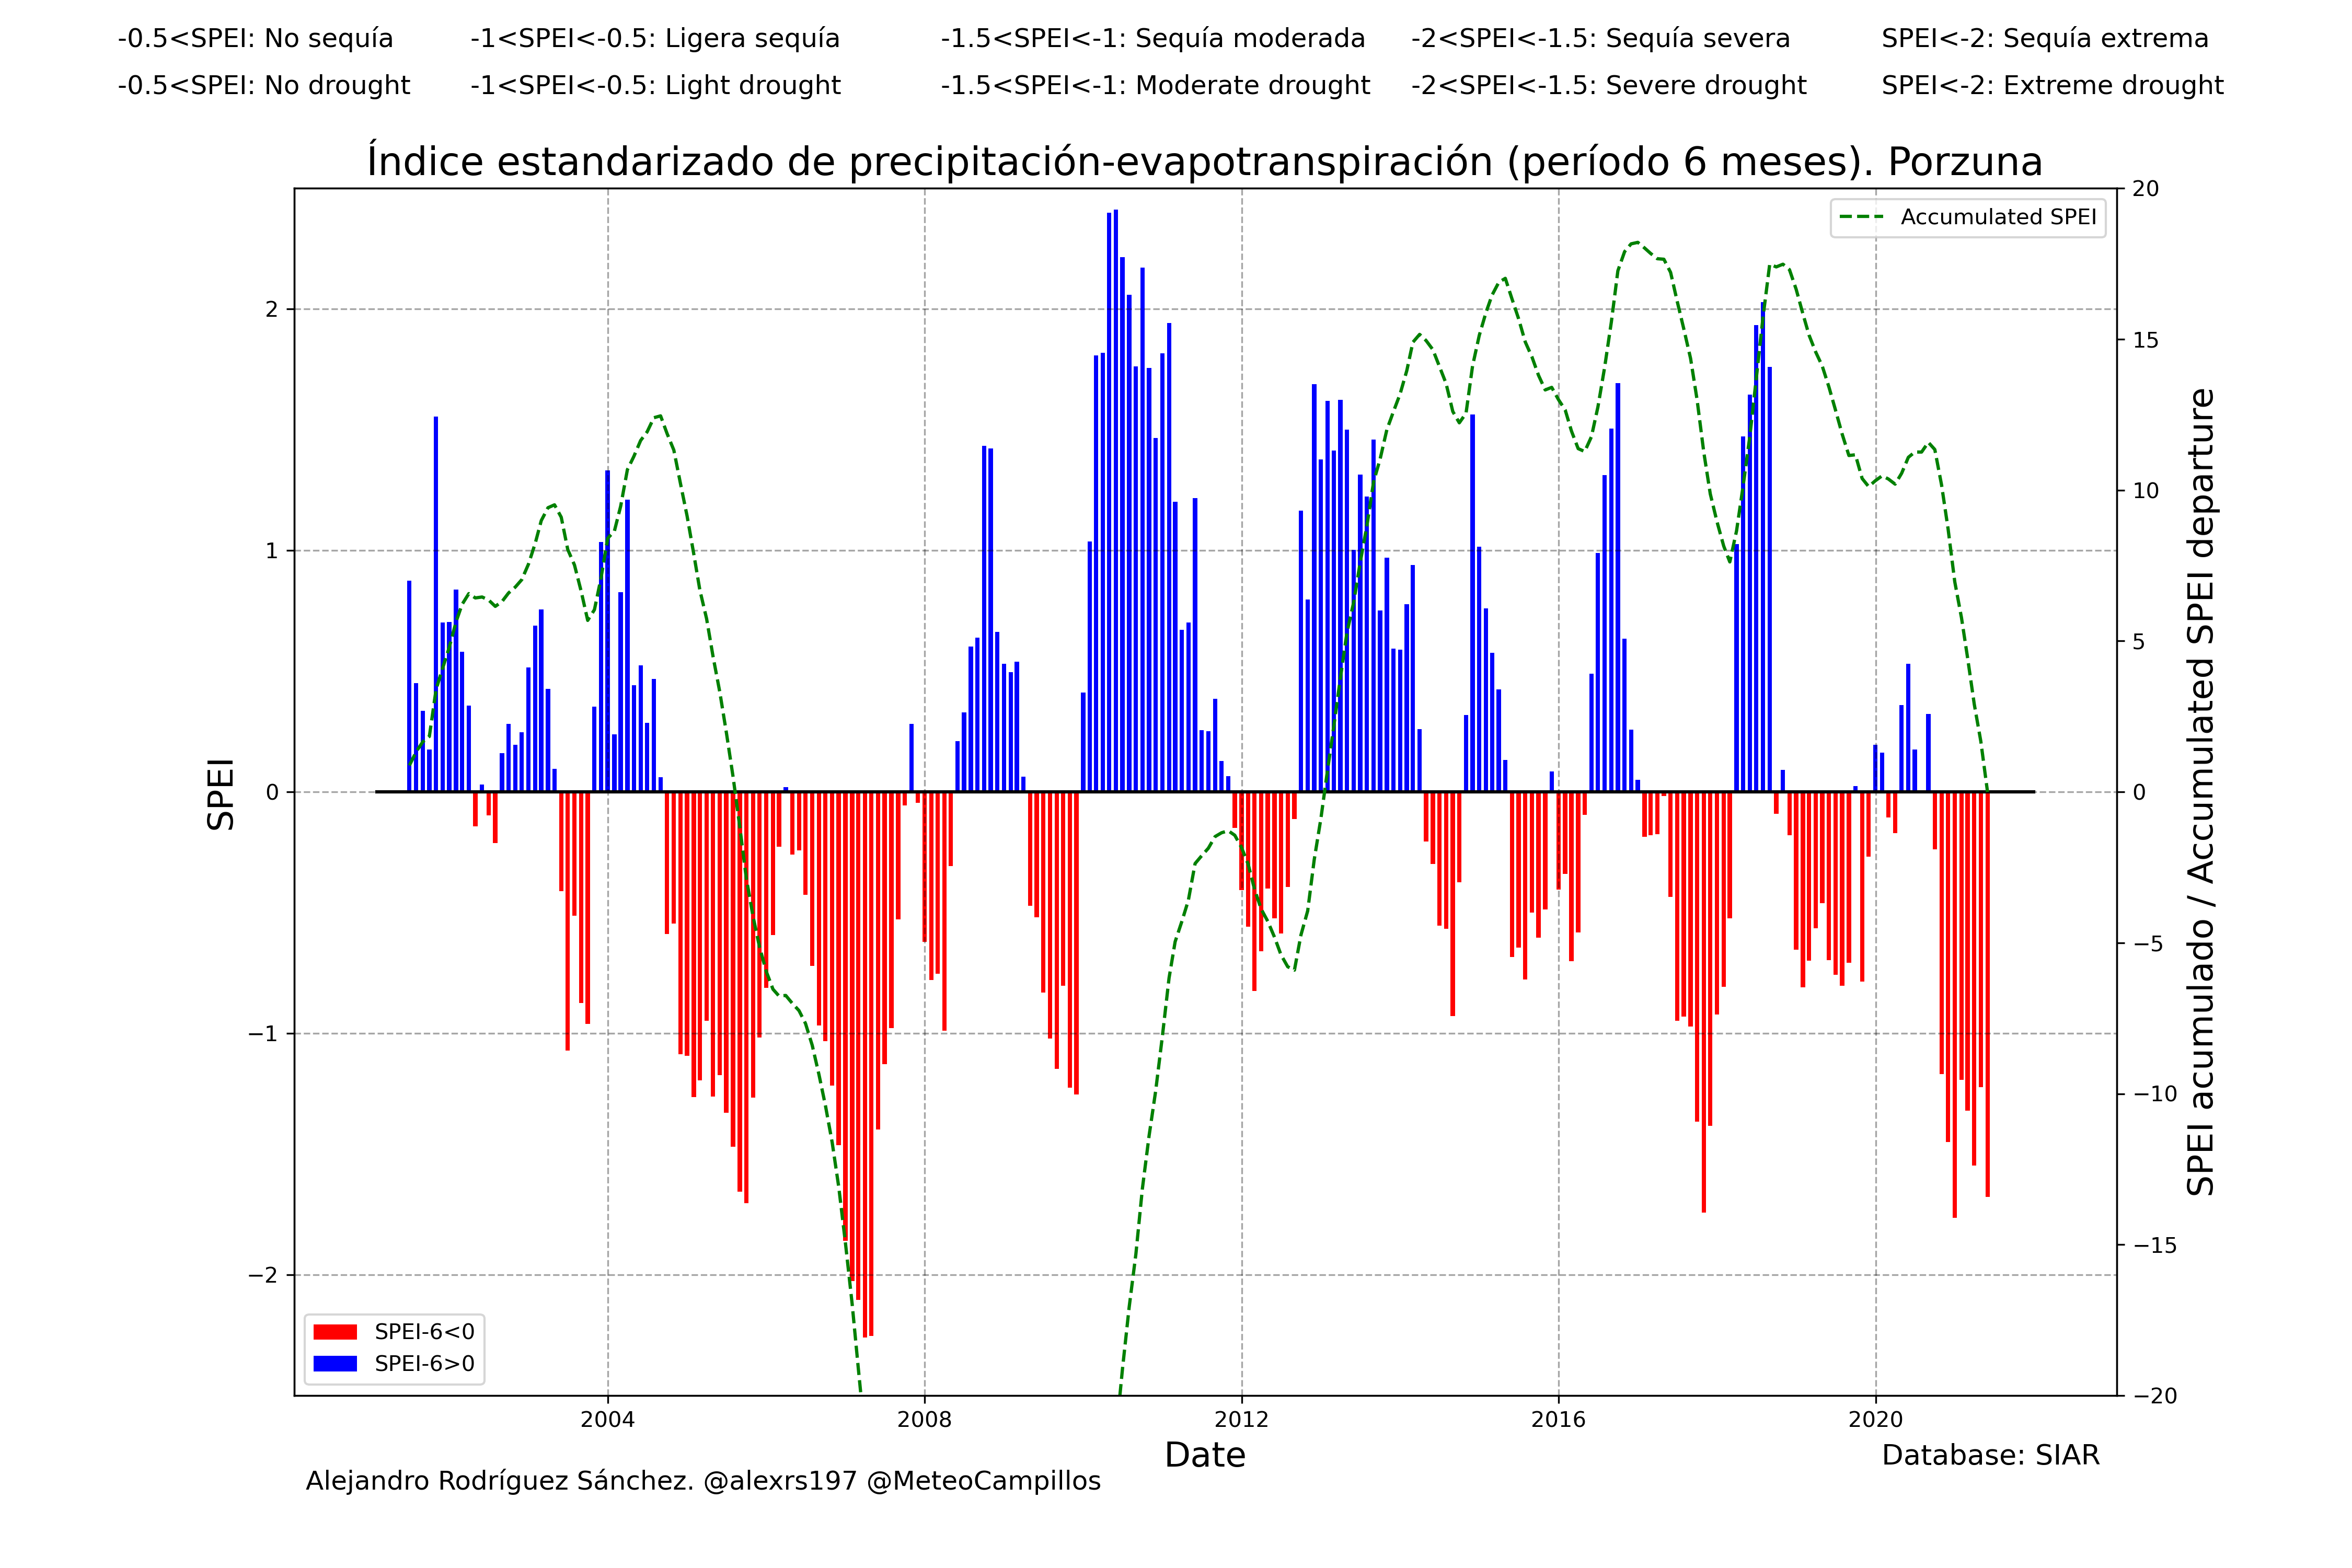 -0.5<SPEI: No sequía -1<SPEI<-0.5: Ligera sequía -1.5<SPEI<-1: Sequía moderada -2<SPEI<-1.5: Sequía severa SPEI<-2: Sequía extrema
-0.5<SPEI: No drought -1<SPEI<-0.5: Light drought -1.5<SPEI<-1: Moderate drought -2<SPEI<-1.5: Severe drought SPEI<-2: Extreme drought
Índice estandarizado de precipitación-evapotranspiración (período 6 meses). Porzuna
Accumulated SPEI
2
1
0
−1
−2
SPEI
20
15
10
5
0
−5
−10
−15
−20
SPEI acumulado / Accumulated SPEI departure
SPEI-6<0
SPEI-6>0
2004 2008 2012 2016 2020
Date
Database: SIAR
Alejandro Rodríguez Sánchez. @alexrs197 @MeteoCampillos